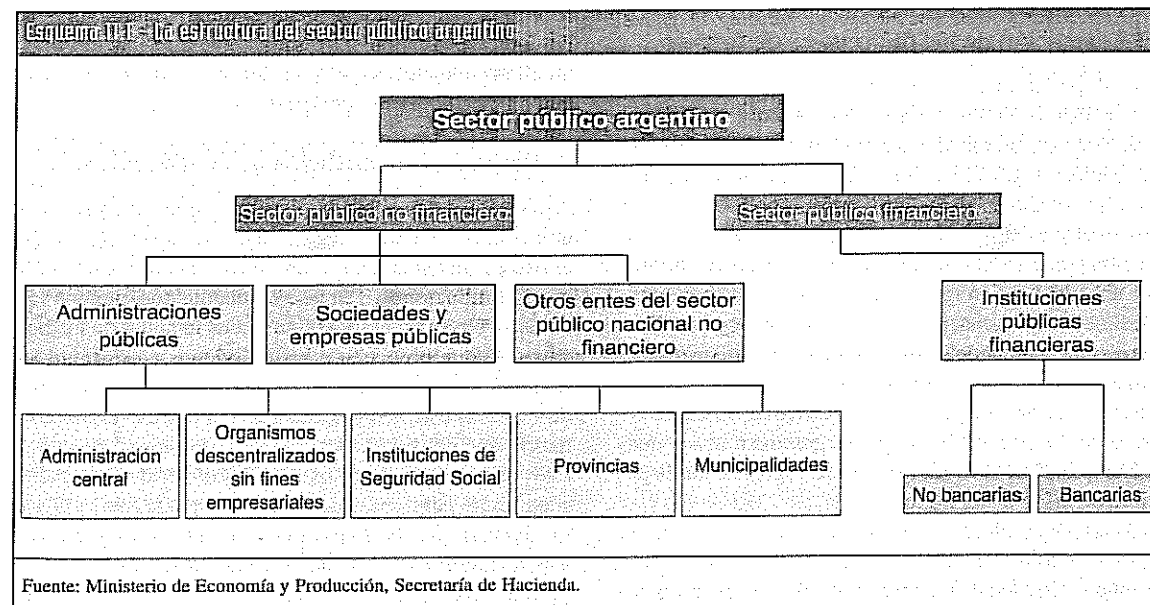 Esquema 11-1 - La estructura del sector público argentino
Sector público argentino
Sector público no financiero
Sector público financiero
Administraciones
públicas
Sociedades y
empresas públicas
Otros entes del sector
público nacional no
financiero
Instituciones
públicas
financieras
Administración
central
Organismos
descentralizados
sin fines
empresariales
Instituciones de
Seguridad Social
Provincias
Municipalidades
No bancarias
Bancarias
Fuente: Ministerio de Economía y Producción, Secretaría de Hacienda.